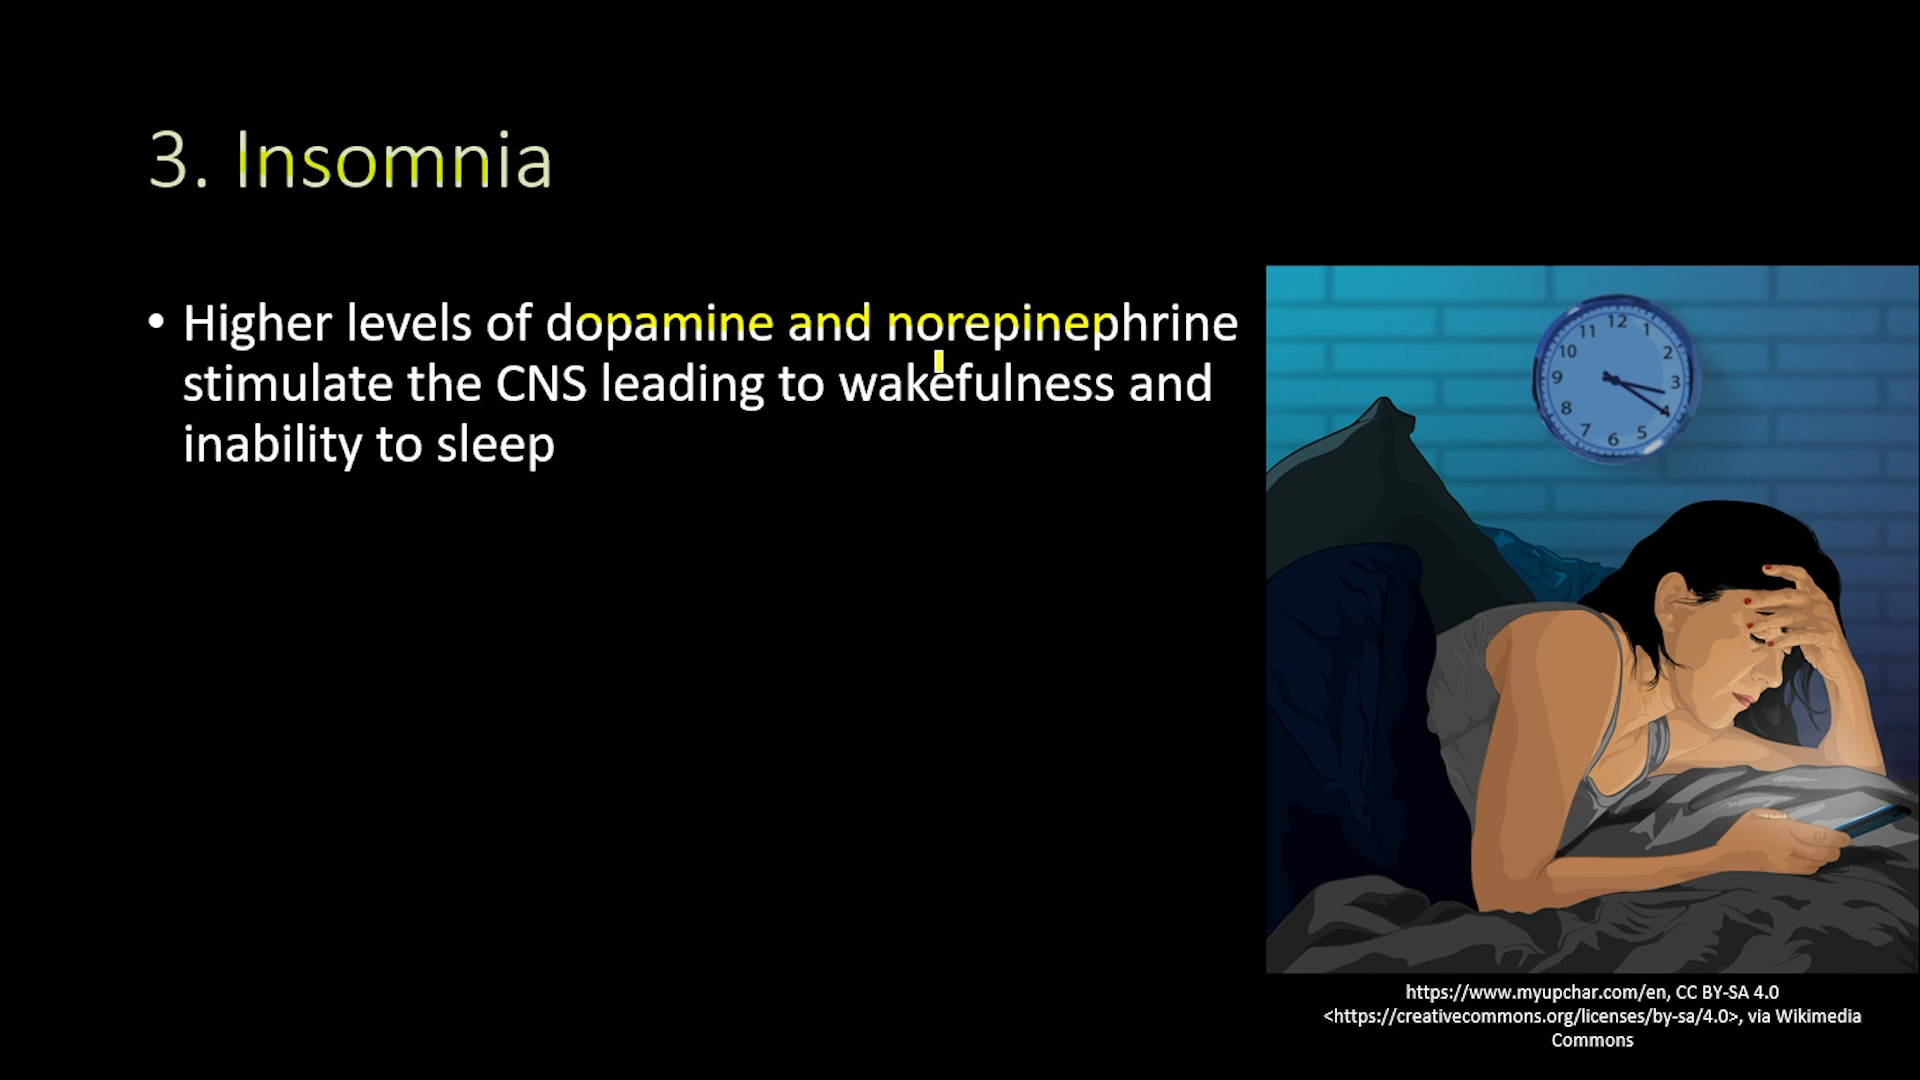 3. Insomnia
• Higher levels of dopamine and norepinephrine
stimulate the CNS leading to wakefulness and
inability to sleep
12
11 1
10 2
9 3
8 4
7 5
6
https://www.myupchar.com/en, CC BY-SA 4.0
<https://creativecommons.org/licenses/by-sa/4.0>, via Wikimedia
Commons